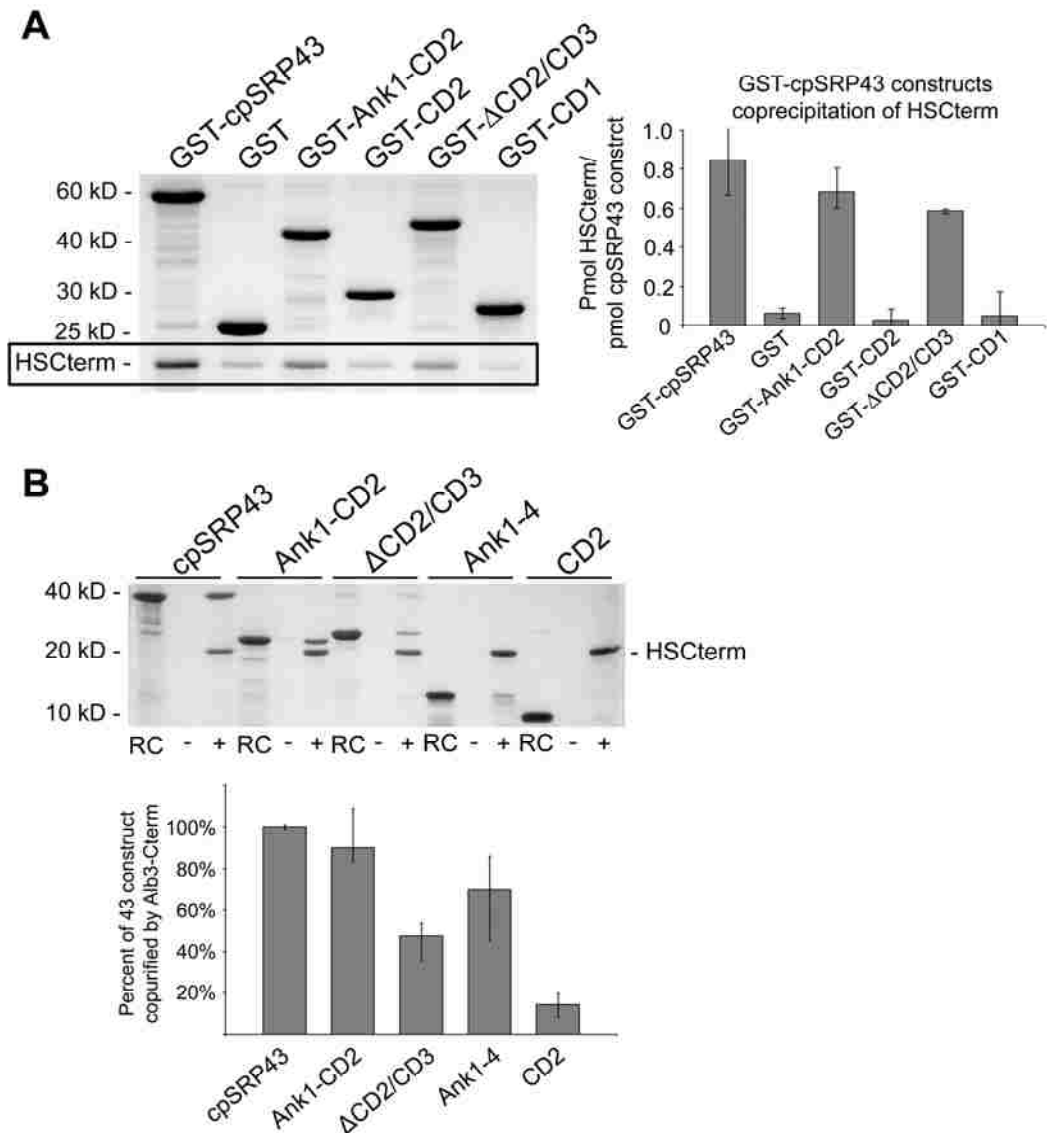 A
GST-cpSRP43
GST
GST-Ank1-CD2
GST-CD2
GST-ΔCD2/CD3
GST-CD1
60 kD -
40 kD -
30 kD -
25 kD -
HSCterm -
GST-cpSRP43 constructs
coprecipitation of HSCterm
Pmol HSCterm/
pmol cpSRP43 constrct
1.0
0.8
0.6
0.4
0.2
0
GST-cpSRP43
GST
GST-Ank1-CD2
GST-CD2
GST-ΔCD2/CD3
GST-CD1
B
cpSRP43
Ank1-CD2
ΔCD2/CD3
Ank1-4
CD2
40 kD -
20 kD -
10 kD -
- HSCterm
RC - + RC - + RC - + RC - + RC - +
Percent of 43 construct
copurified by Alb3-Cterm
100%
80%
60%
40%
20%
cpSRP43
Ank1-CD2
ΔCD2/CD3
Ank1-4
CD2